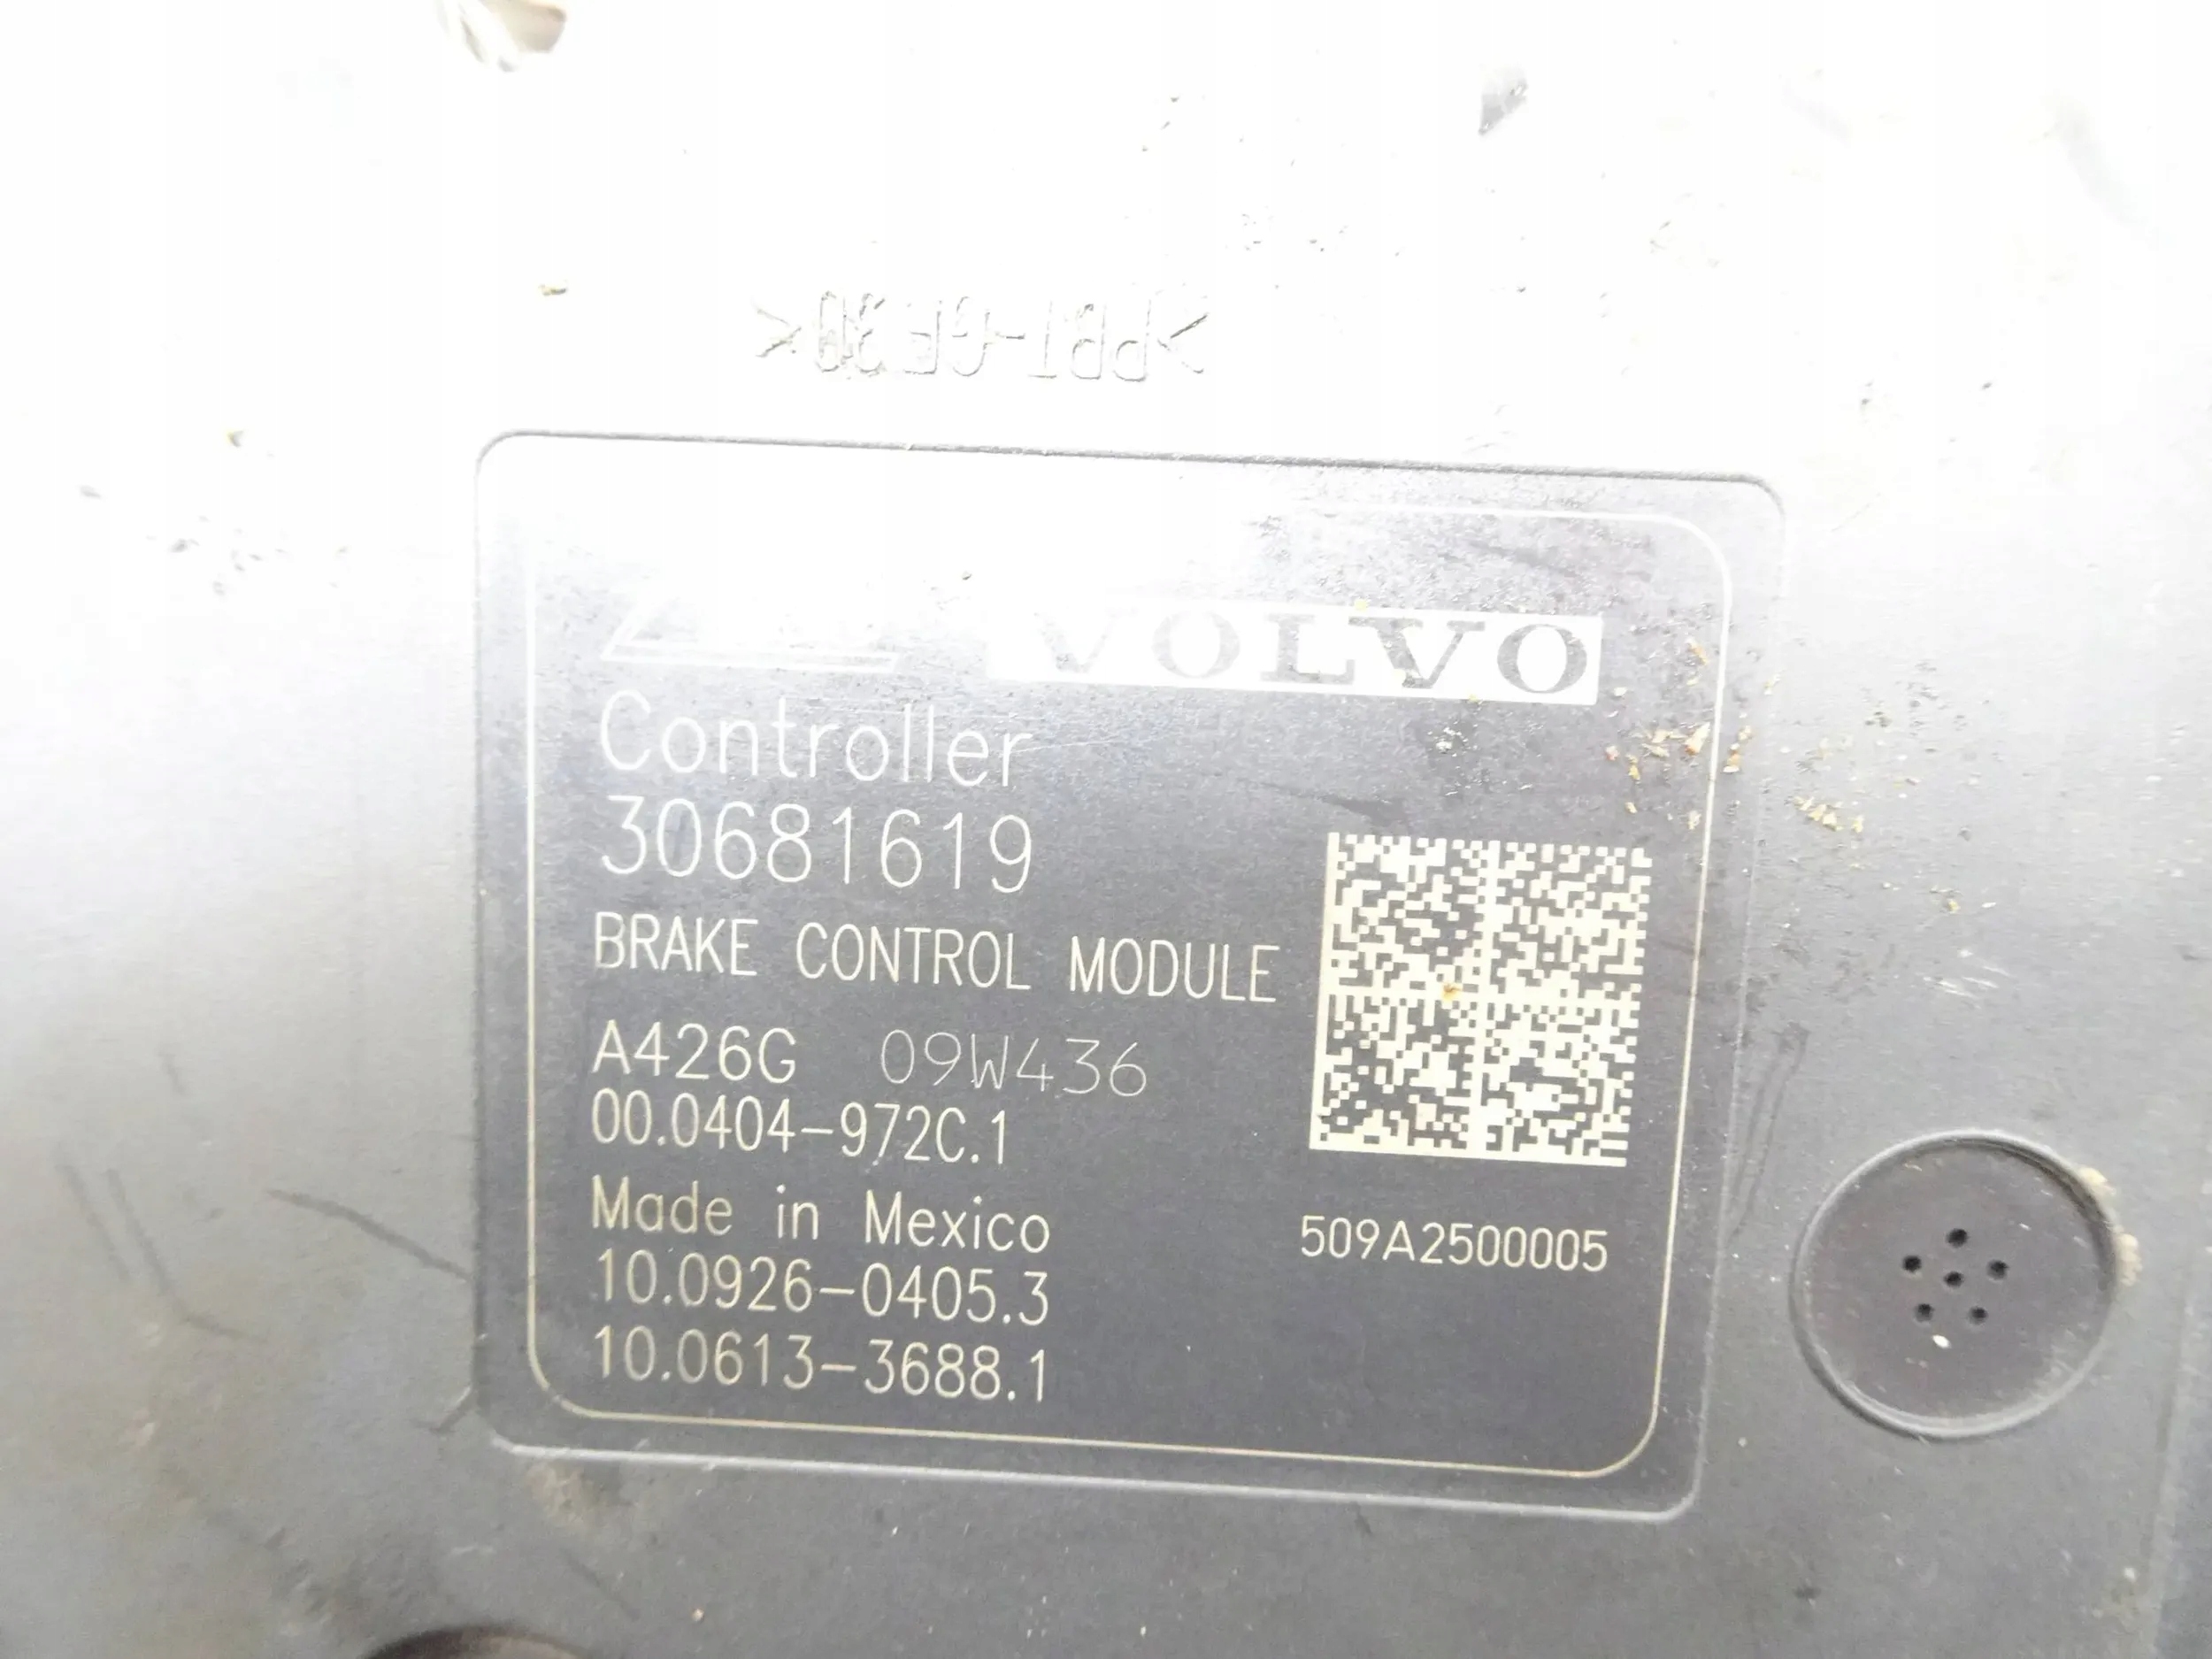 >PBT-GF30<
VOLVO
Controller
30681619
BRAKE CONTROL MODULE
A426G 09W436
00.0404-972C.1
Made in Mexico
509A2500005
10.0926-0405.3
10.0613-3688.1